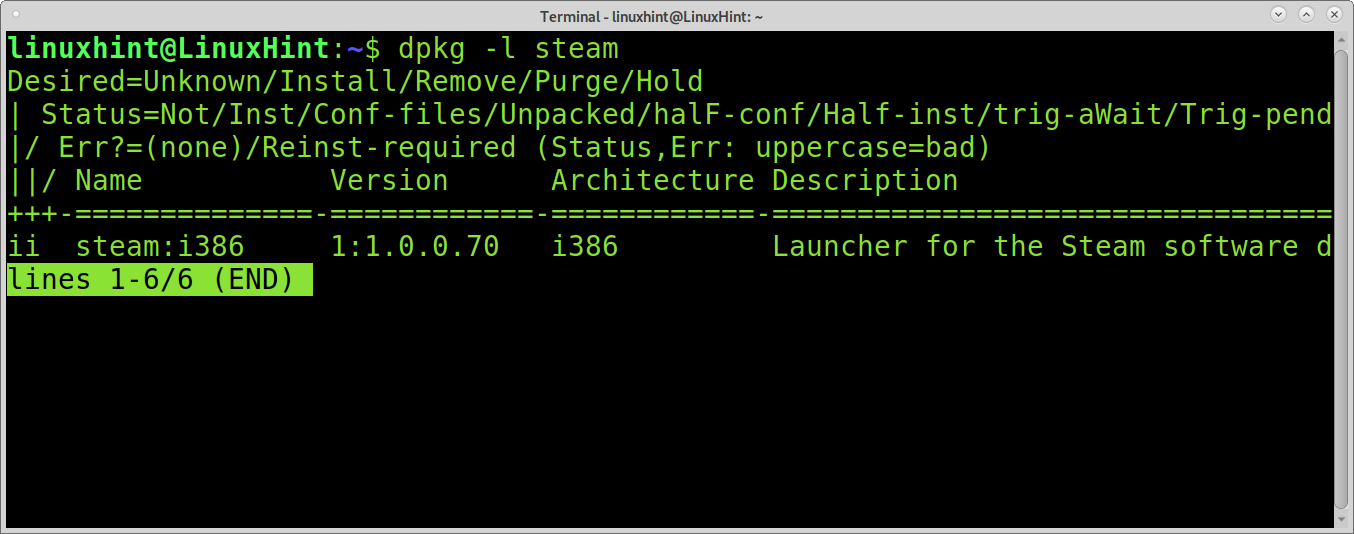 Terminal - linuxhint@LinuxHint: ~
linuxhint@LinuxHint:~$ dpkg -l steam
Desired=Unknown/Install/Remove/Purge/Hold
| Status=Not/Inst/Conf-files/Unpacked/halF-conf/Half-inst/trig-aWait/Trig-pend
|/ Err?=(none)/Reinst-required (Status,Err: uppercase=bad)
||/ Name           Version      Architecture Description
+++-==============-============-============-=================================
ii  steam:i386     1:1.0.0.70   i386         Launcher for the Steam software d
lines 1-6/6 (END)